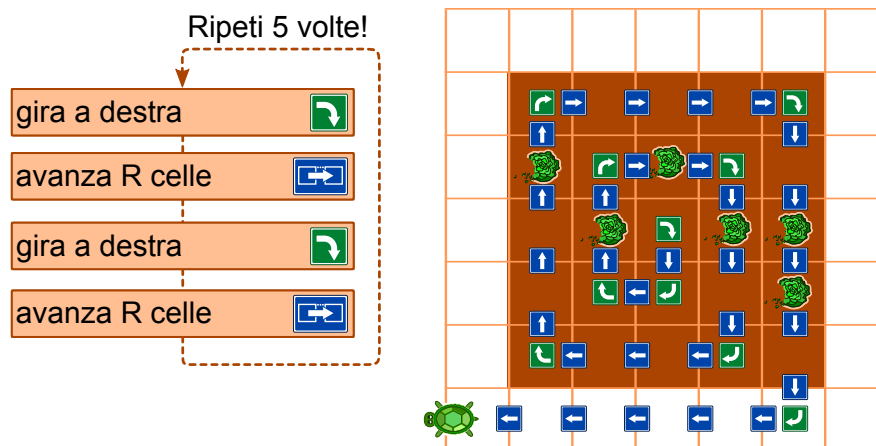 Ripeti 5 volte!
gira a destra
avanza R celle
gira a destra
avanza R celle